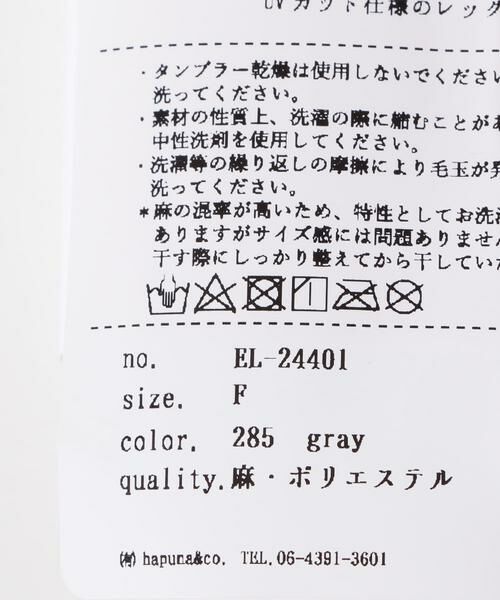 UVカット仕様のレッグ
・タンブラー乾燥は使用しないでくださ
洗ってください。
・素材の性質上、洗濯の際に縮むことが
中性洗剤を使用してください。
・洗濯等の繰り返しの摩擦により毛玉が発
洗ってください。
*麻の混率が高いため、特性としてお洗濯
ありますがサイズ感には問題ありません
干す際にしっかり整えてから干していた
no. EL-24401
size. F
color. 285 gray
quality. 麻・ポリエステル
㈲ hapuna&co. TEL.06-4391-3601